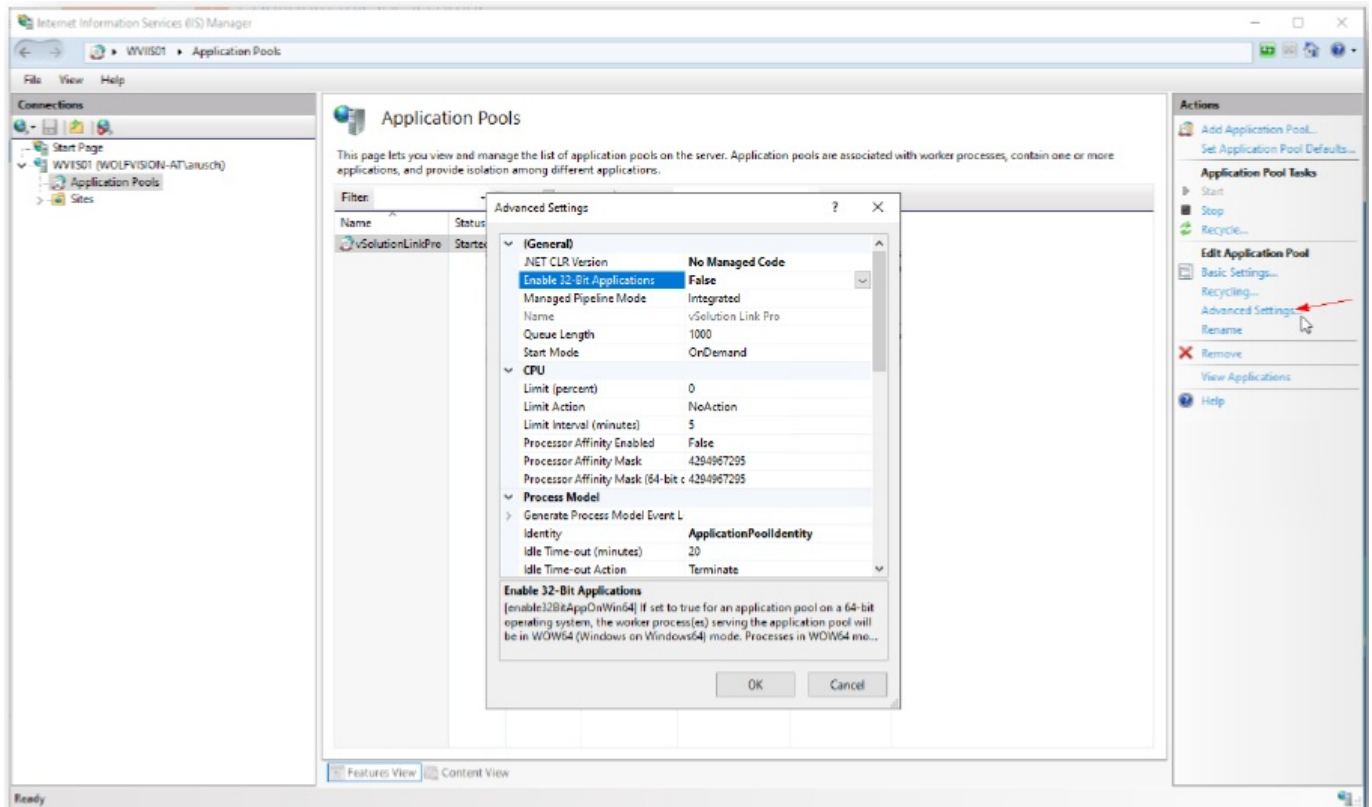 Internet Information Services (IIS) Manager
WVIIS01 Application Pools
File View Help
Connections
Start Page
WVIIS01 (WOLFVISION-AT\arusch)
Application Pools
Sites
Application Pools
This page lets you view and manage the list of application pools on the server. Application pools are associated with worker processes, contain one or more
applications, and provide isolation among different applications.
Filter:
Name Status
vSolutionLinkPro Started
Advanced Settings ?
(General)
.NET CLR Version No Managed Code
Enable 32-Bit Applications False
Managed Pipeline Mode Integrated
Name vSolution Link Pro
Queue Length 1000
Start Mode OnDemand
CPU
Limit (percent) 0
Limit Action NoAction
Limit Interval (minutes) 5
Processor Affinity Enabled False
Processor Affinity Mask 4294967295
Processor Affinity Mask (64-bit c 4294967295
Process Model
Generate Process Model Event L
Identity ApplicationPoolIdentity
Idle Time-out (minutes) 20
Idle Time-out Action Terminate
Enable 32-Bit Applications
[enable32BitAppOnWin64] If set to true for an application pool on a 64-bit
operating system, the worker process(es) serving the application pool will
be in WOW64 (Windows on Windows64) mode. Processes in WOW64 mo...
OK Cancel
Features View Content View
Actions
Add Application Pool...
Set Application Pool Defaults...
Application Pool Tasks
Start
Stop
Recycle...
Edit Application Pool
Basic Settings...
Recycling...
Advanced Settings...
Rename
Remove
View Applications
Help
Ready